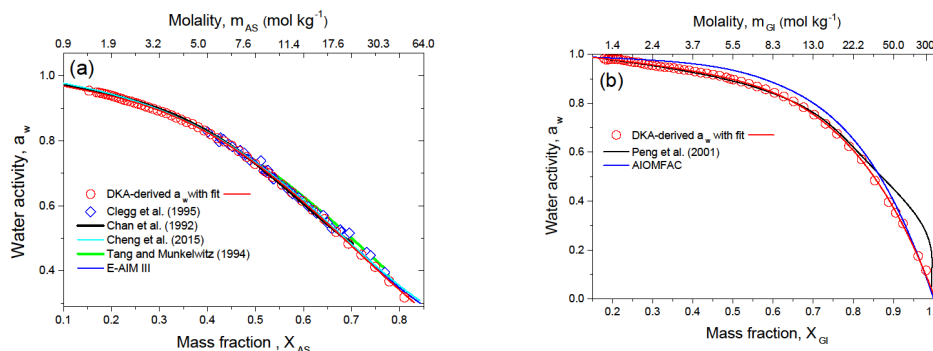 Molality, m_AS (mol kg⁻¹)
0.9 1.9 3.2 5.0 7.6 11.4 17.6 30.3 64.0
(a)
1.0
0.8
0.6
0.4
Water activity, a_w
DKA-derived a_w with fit
Clegg et al. (1995)
Chan et al. (1992)
Cheng et al. (2015)
Tang and Munkelwitz (1994)
E-AIM III
0.1 0.2 0.3 0.4 0.5 0.6 0.7 0.8
Mass fraction , X_AS
Molality, m_Gl (mol kg⁻¹)
1.4 2.4 3.7 5.5 8.3 13.0 22.2 50.0 300
(b)
1.0
0.8
0.6
0.4
0.2
0.0
Water activity, a_w
DKA-derived a_w with fit
Peng et al. (2001)
AIOMFAC
0.2 0.3 0.4 0.5 0.6 0.7 0.8 0.9 1
Mass fraction, X_Gl